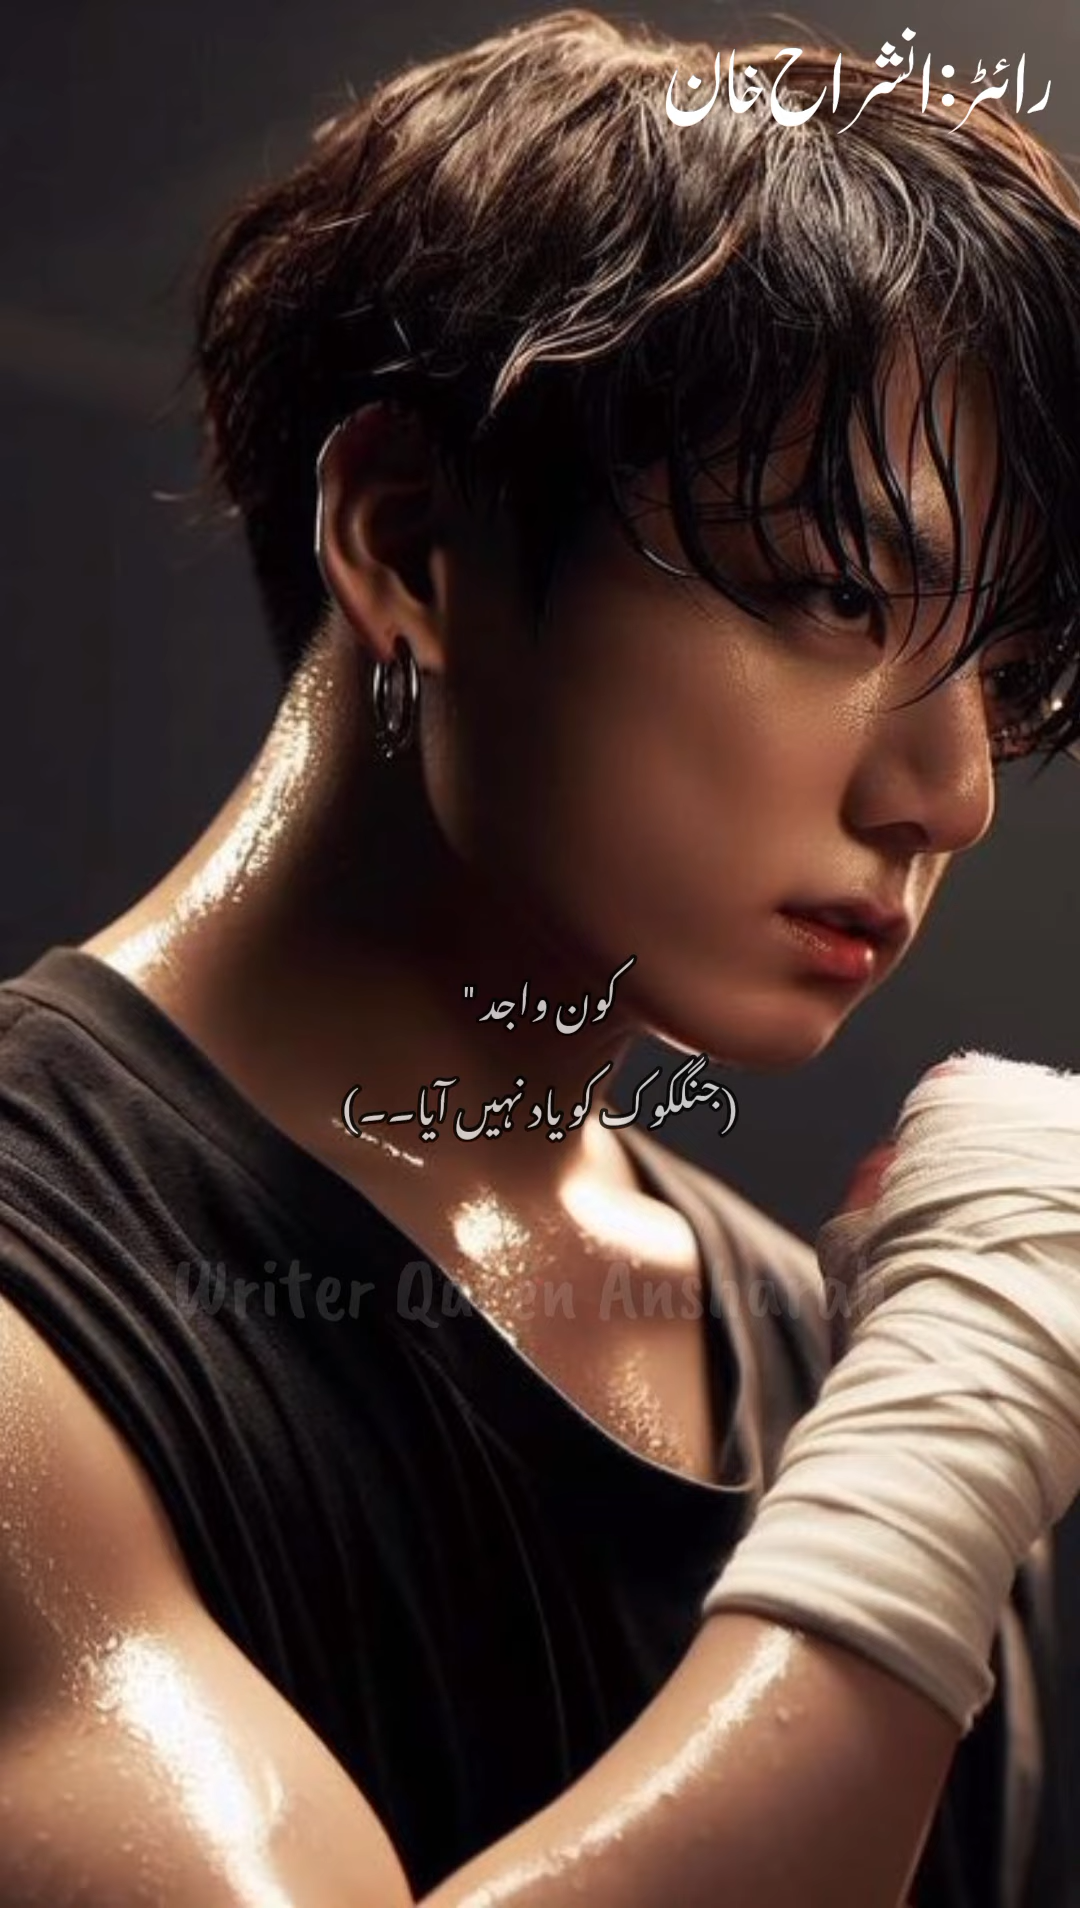 رائٹر:انشراح خان
کون واجد "
(جنگکوک کو یاد نہیں آیا۔۔)
Writer Queen Ansharah